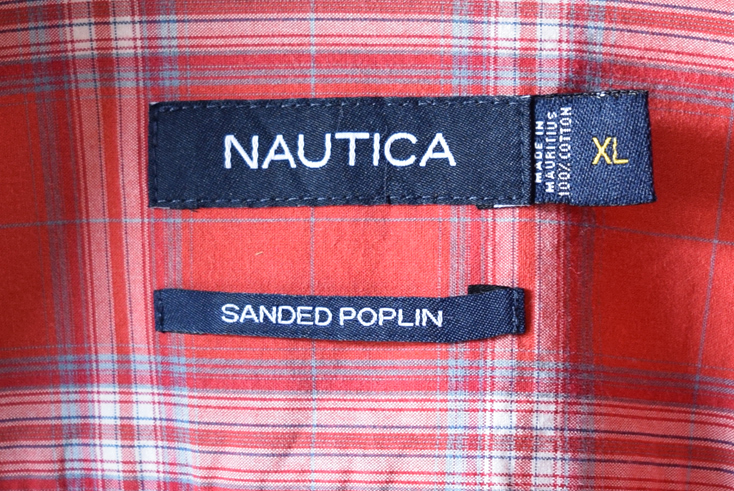 NAUTICA
MADE IN
MAURITIUS
100% COTTON
XL
SANDED POPLIN